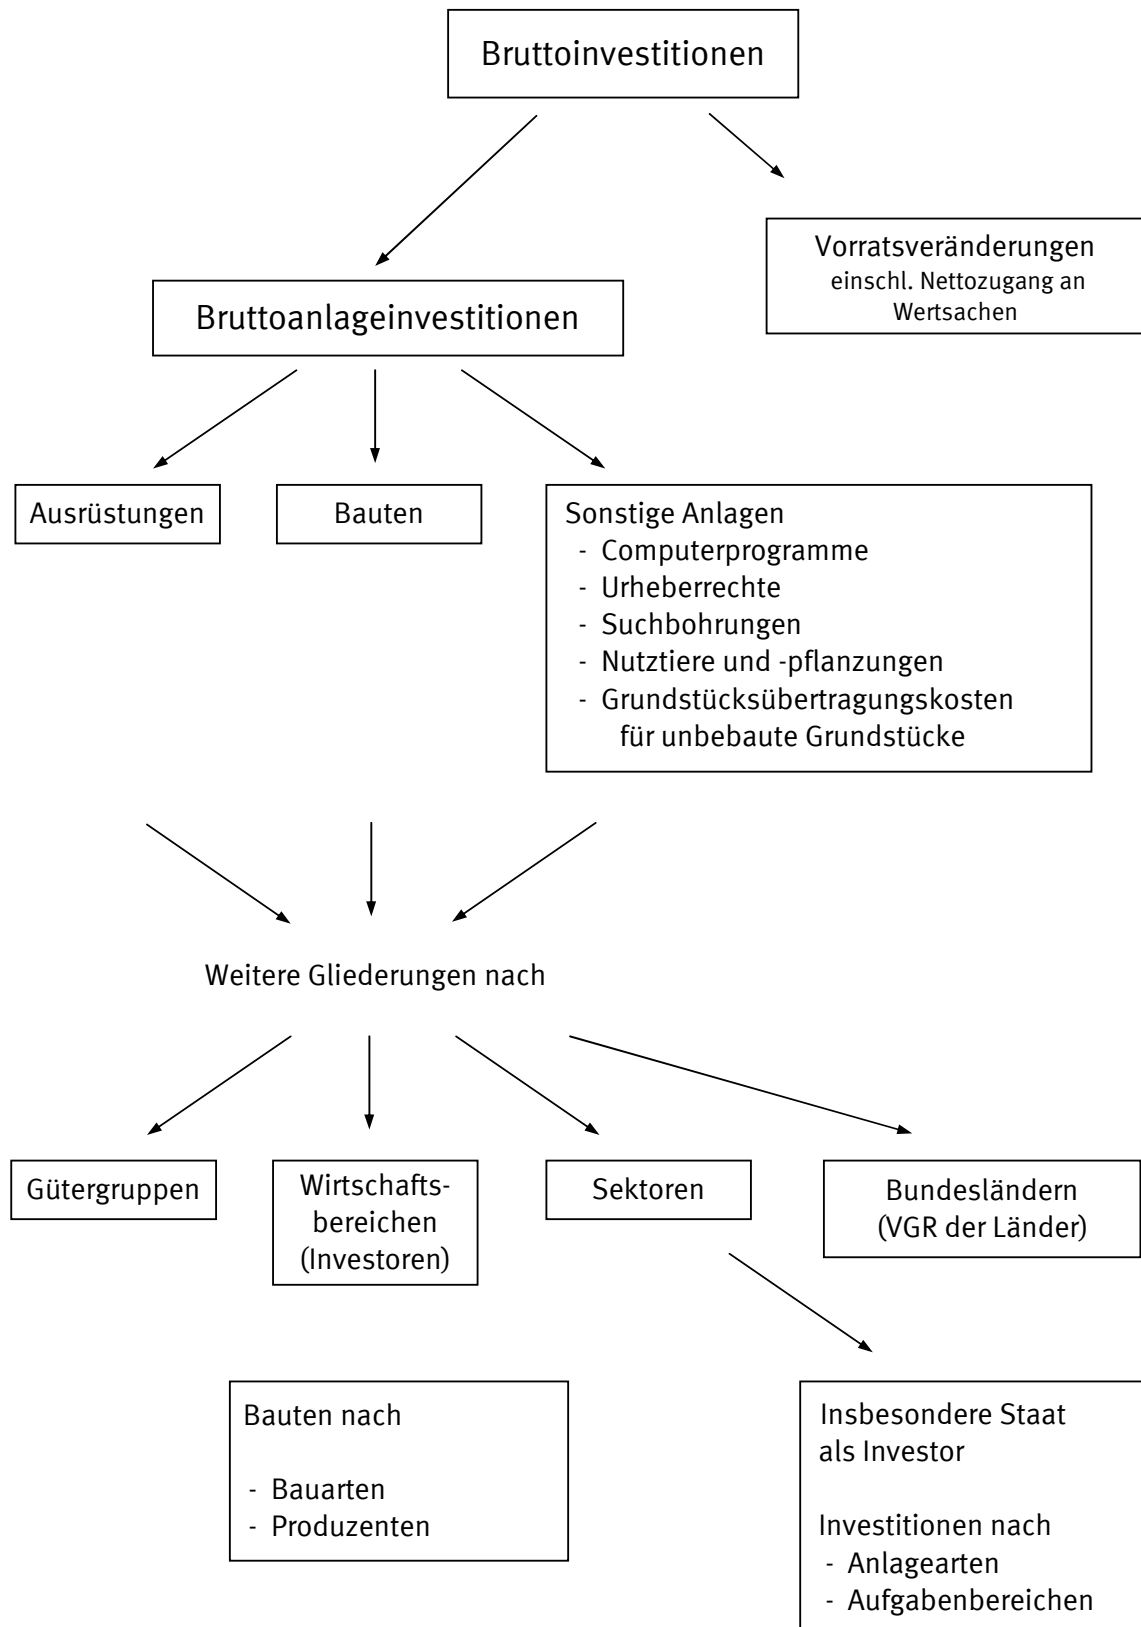 Bruttoinvestitionen
Vorratsveränderungen
einschl. Nettozugang an
Wertsachen
Bruttoanlageinvestitionen
Ausrüstungen
Bauten
Sonstige Anlagen
- Computerprogramme
- Urheberrechte
- Suchbohrungen
- Nutztiere und -pflanzungen
- Grundstücksübertragungskosten
für unbebaute Grundstücke
Weitere Gliederungen nach
Gütergruppen
Wirtschafts-
bereichen
(Investoren)
Sektoren
Bundesländern
(VGR der Länder)
Bauten nach
- Bauarten
- Produzenten
Insbesondere Staat
als Investor
Investitionen nach
- Anlagearten
- Aufgabenbereichen